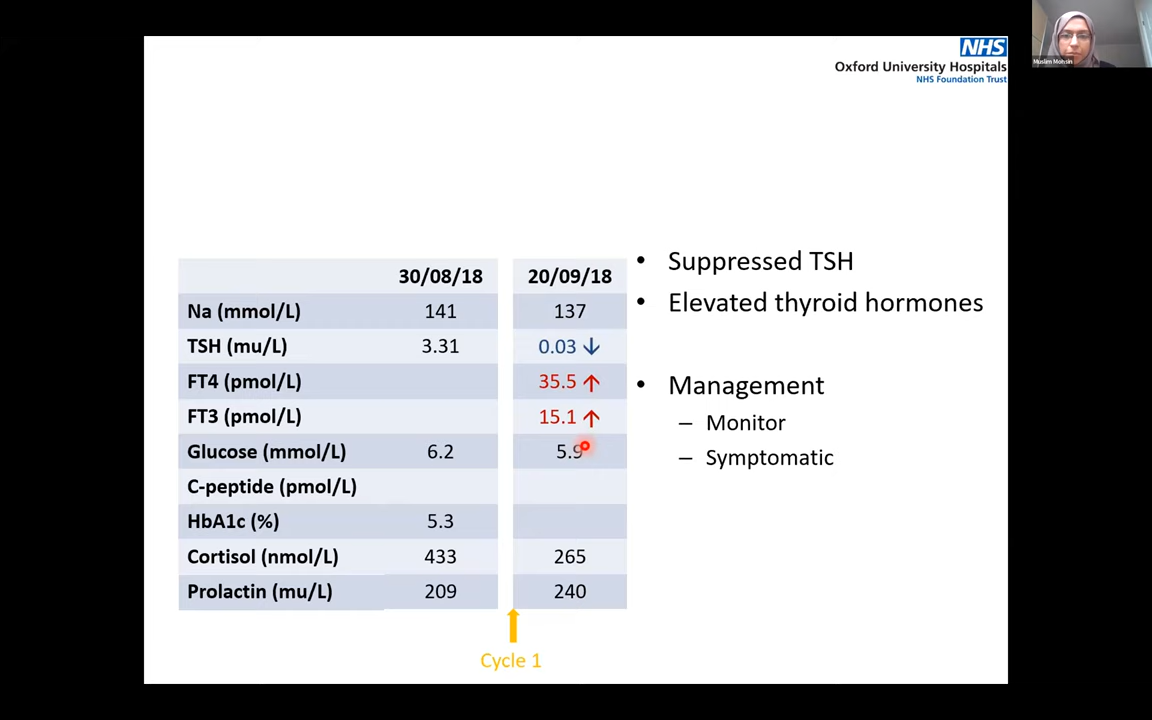 Muslim Mohsin
NHS
Oxford University Hospitals
NHS Foundation Trust
30/08/18 20/09/18
Na (mmol/L) 141 137
TSH (mu/L) 3.31 0.03 ↓
FT4 (pmol/L) 35.5 ↑
FT3 (pmol/L) 15.1 ↑
Glucose (mmol/L) 6.2 5.9
C-peptide (pmol/L)
HbA1c (%) 5.3
Cortisol (nmol/L) 433 265
Prolactin (mu/L) 209 240
Cycle 1
• Suppressed TSH
• Elevated thyroid hormones
• Management
– Monitor
– Symptomatic